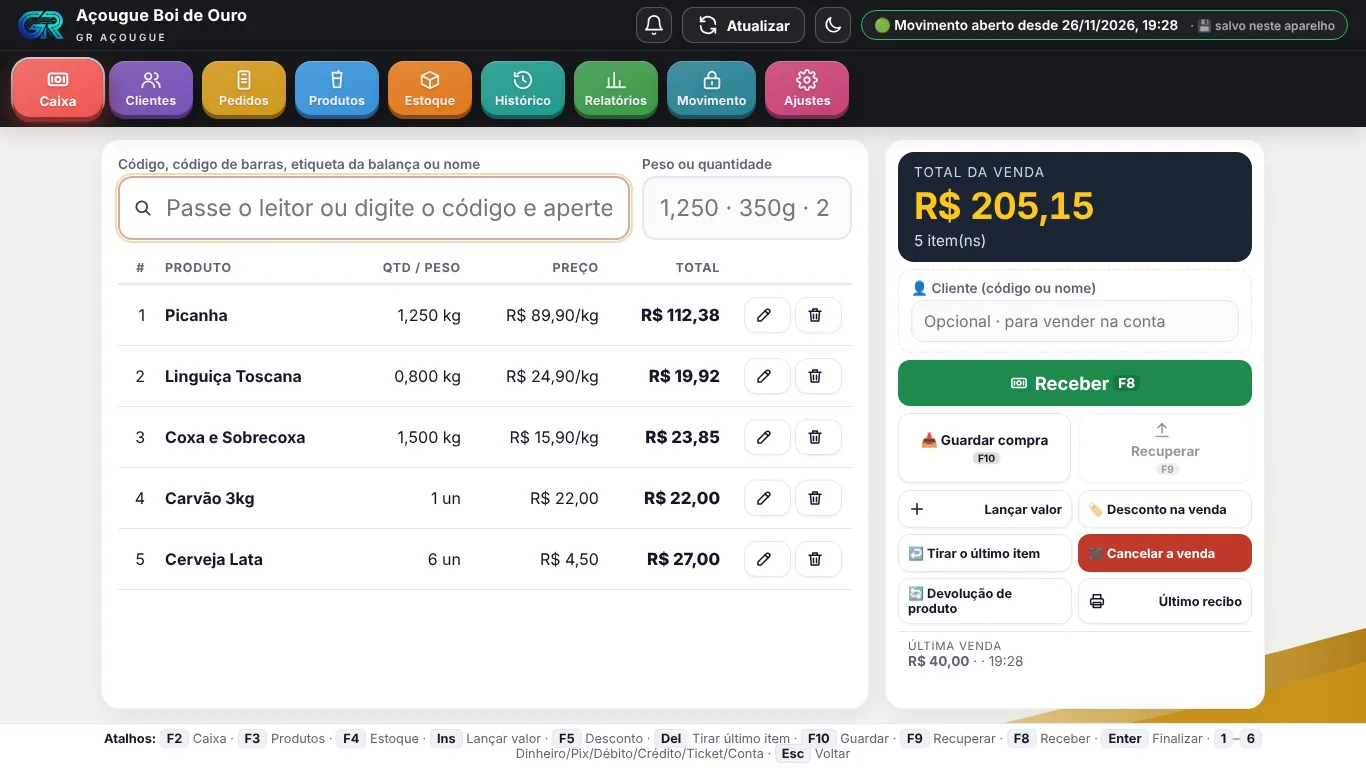 GR
Açougue Boi de Ouro
GR AÇOUGUE
Atualizar
Movimento aberto desde 26/11/2026, 19:28 · 💾 salvo neste aparelho
Caixa
Clientes
Pedidos
Produtos
Estoque
Histórico
Relatórios
Movimento
Ajustes
Código, código de barras, etiqueta da balança ou nome
Peso ou quantidade
Passe o leitor ou digite o código e aperte
1,250 · 350g · 2
# PRODUTO QTD / PESO PREÇO TOTAL
1 Picanha 1,250 kg R$ 89,90/kg R$ 112,38
2 Linguiça Toscana 0,800 kg R$ 24,90/kg R$ 19,92
3 Coxa e Sobrecoxa 1,500 kg R$ 15,90/kg R$ 23,85
4 Carvão 3kg 1 un R$ 22,00 R$ 22,00
5 Cerveja Lata 6 un R$ 4,50 R$ 27,00
TOTAL DA VENDA
R$ 205,15
5 item(ns)
👤 Cliente (código ou nome)
Opcional · para vender na conta
Receber F8
📥 Guardar compra
F10
Recuperar
F9
Lançar valor
🏷️ Desconto na venda
↩️ Tirar o último item
✖️ Cancelar a venda
🔄 Devolução de
produto
Último recibo
ÚLTIMA VENDA
R$ 40,00 · · 19:28
Atalhos: F2 Caixa · F3 Produtos · F4 Estoque · Ins Lançar valor · F5 Desconto · Del Tirar último item · F10 Guardar · F9 Recuperar · F8 Receber · Enter Finalizar · 1 – 6
Dinheiro/Pix/Débito/Crédito/Ticket/Conta · Esc Voltar